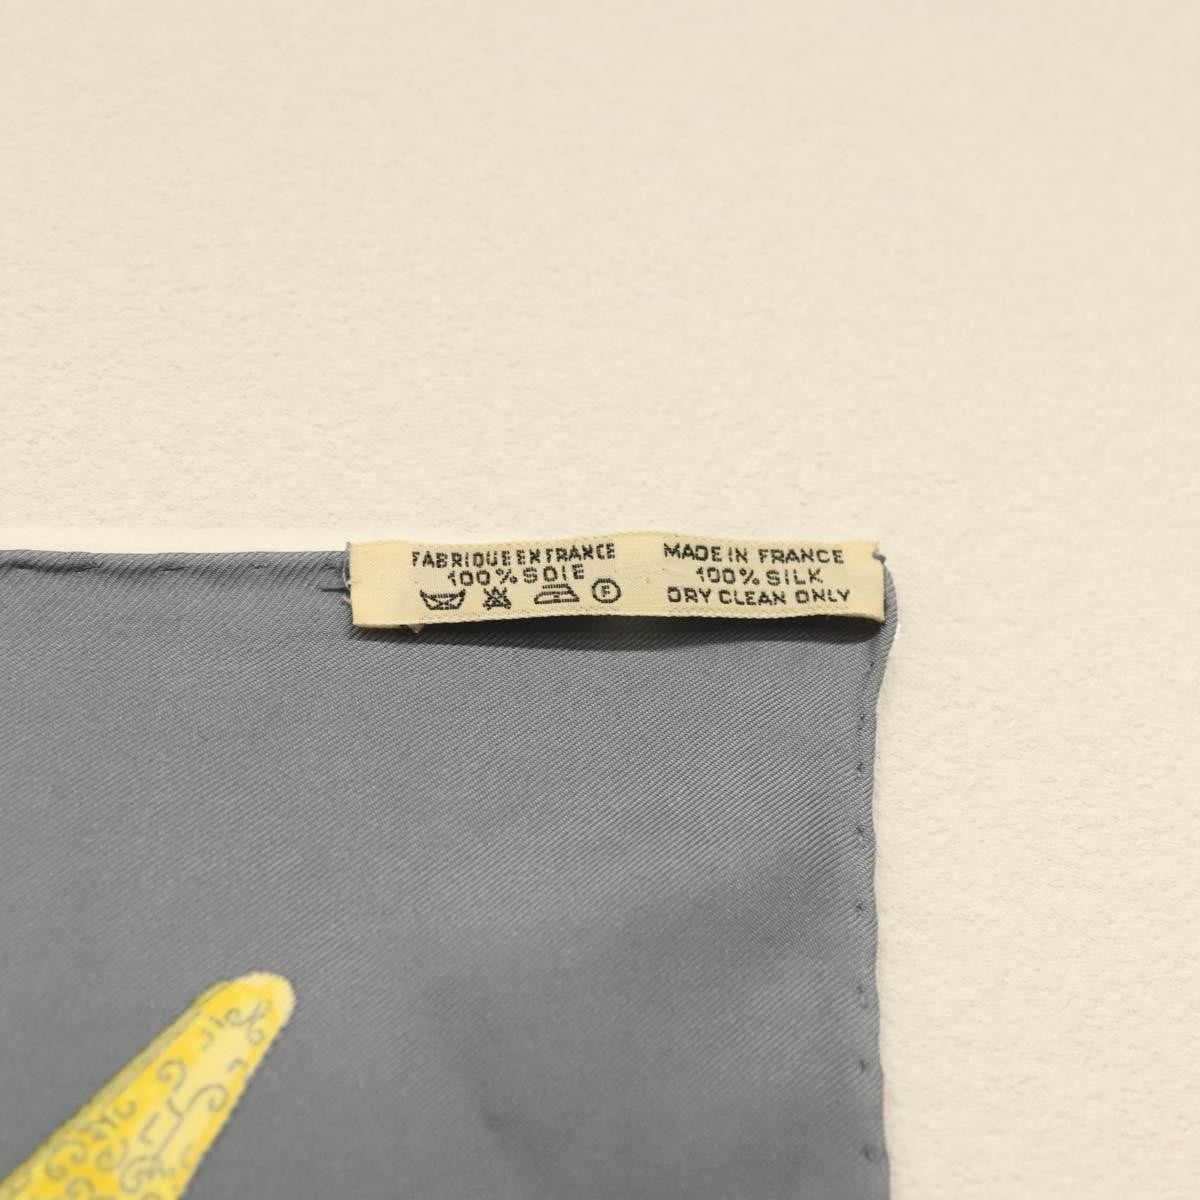 FABRIQUE EN FRANCE
100% SOIE
F
MADE IN FRANCE
100% SILK
DRY CLEAN ONLY